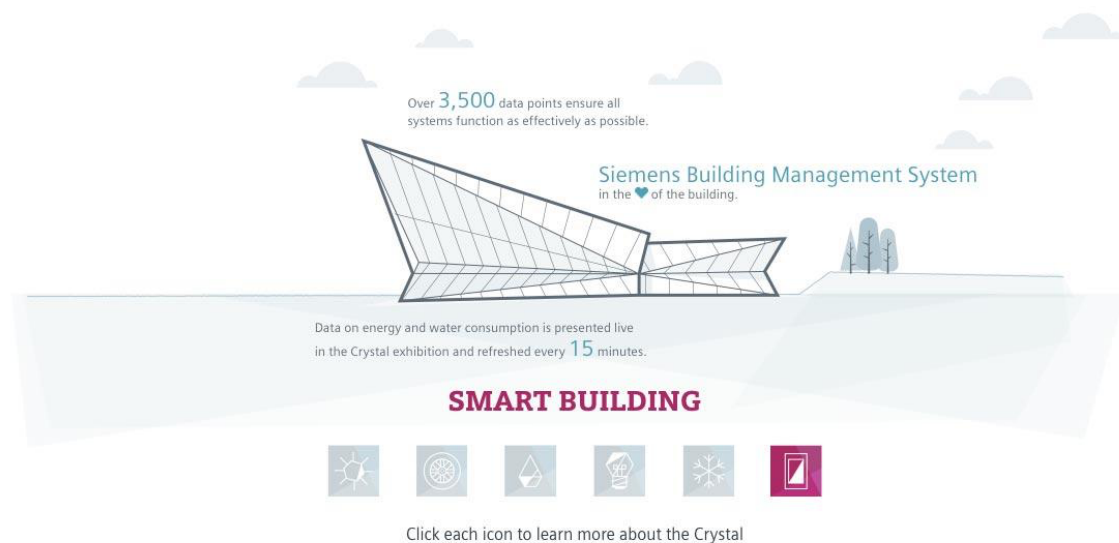 Over 3,500 data points ensure all
systems function as effectively as possible.
Siemens Building Management System
in the ♥ of the building.
Data on energy and water consumption is presented live
in the Crystal exhibition and refreshed every 15 minutes.
SMART BUILDING
Click each icon to learn more about the Crystal